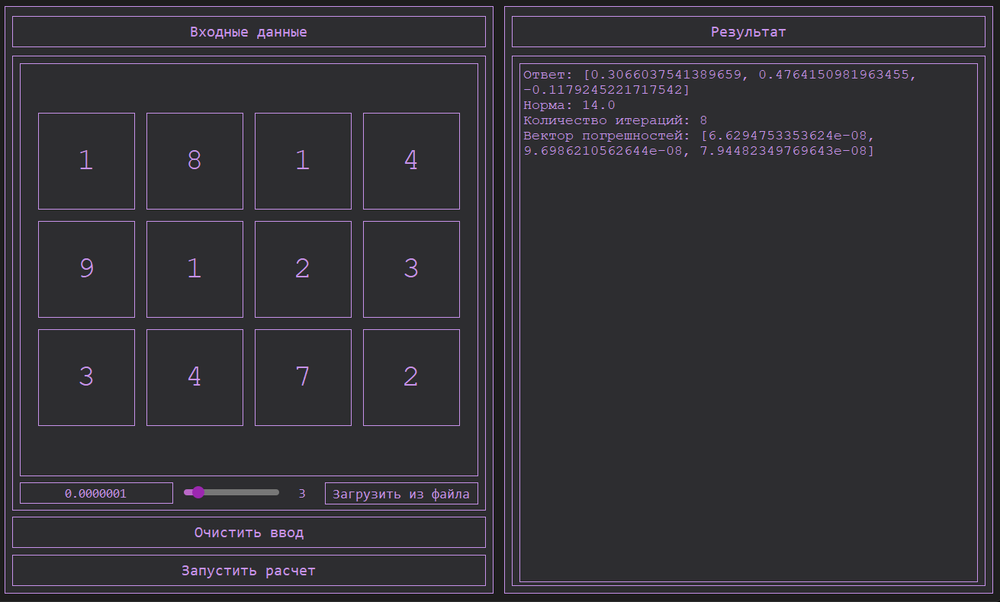 Входные данные
1 8 1 4
9 1 2 3
3 4 7 2
0.0000001 3 Загрузить из файла
Очистить ввод
Запустить расчет
Результат
Ответ: [0.3066037541389659, 0.4764150981963455,
-0.1179245221717542]
Норма: 14.0
Количество итераций: 8
Вектор погрешностей: [6.6294753353624e-08,
9.6986210562644e-08, 7.94482349769643e-08]